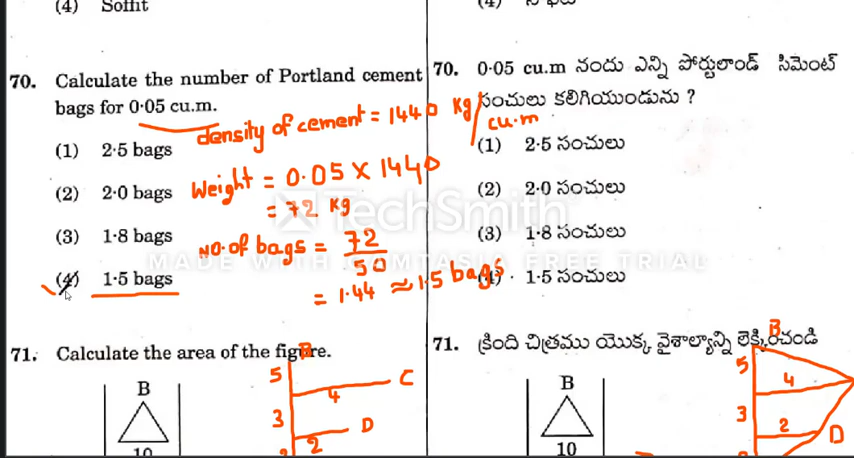 (4) Soffit
70. Calculate the number of Portland cement
bags for 0·05 cu.m.
(1) 2·5 bags
(2) 2·0 bags
(3) 1·8 bags
(4) 1·5 bags
density of cement = 1440 kg/cu.m
Weight = 0.05 x 1440
= 72 kg
No. of bags = 72/50
= 1.44 ≈ 1.5 bags
71. Calculate the area of the figure.
B
10
B
5
4
C
3
2
D
(4)
70. 0·05 cu.m నందు ఎన్ని పోర్ట్‌లాండ్ సిమెంట్
సంచులు కలిగియుండును ?
(1) 2·5 సంచులు
(2) 2·0 సంచులు
(3) 1·8 సంచులు
(4) 1·5 సంచులు
71. క్రింది చిత్రము యొక్క వైశాల్యాన్ని లెక్కించండి
B
10
B
5
4
3
2
D
TechSmith
MADE WITH CAMTASIA FREE TRIAL